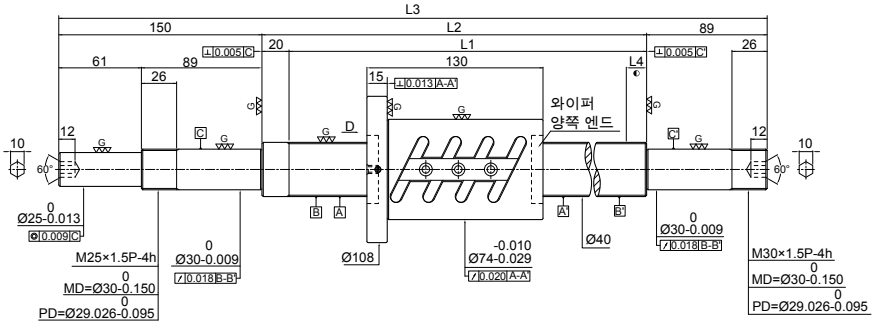 L3
150
L2
89
⊥ 0.005 C
20
L1
⊥ 0.005 C'
26
61
89
130
L4
26
15
⊥ 0.013 A-A'
G
G
G
와이퍼
양쪽 엔드
10
12
G
C
G
G
D
C'
G
12
10
60°
60°
B
A
A'
B'
0
Ø25-0.013
◎ 0.009 C
M25×1.5P-4h
0
MD=Ø30-0.150
0
PD=Ø29.026-0.095
0
Ø30-0.009
0.018 B-B'
Ø108
-0.010
Ø74-0.029
0.020 A-A'
Ø40
0
Ø30-0.009
0.018 B-B'
M30×1.5P-4h
0
MD=Ø30-0.150
0
PD=Ø29.026-0.095